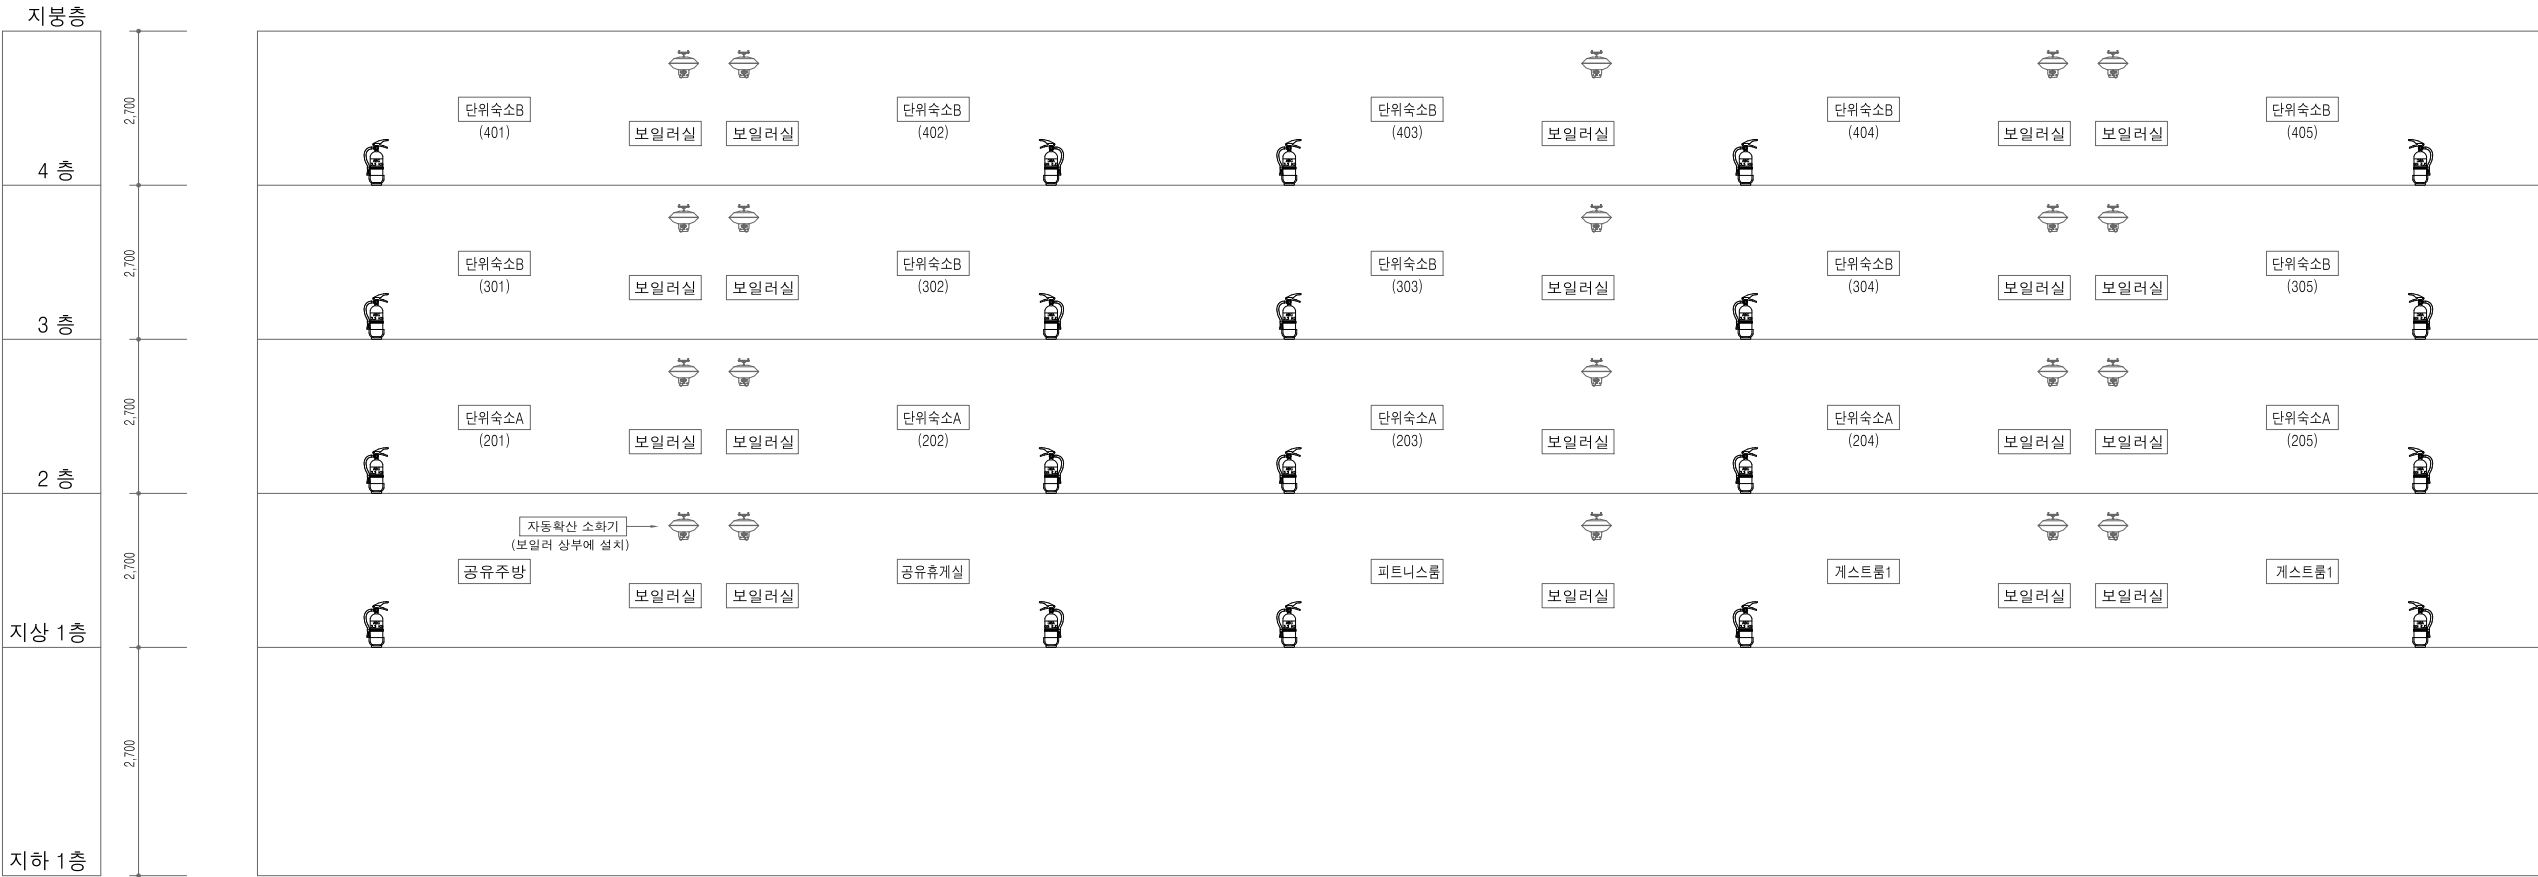 지붕층
2,700
단위숙소B
(401)
보일러실
보일러실
단위숙소B
(402)
단위숙소B
(403)
보일러실
단위숙소B
(404)
보일러실
보일러실
단위숙소B
(405)
4 층
2,700
단위숙소B
(301)
보일러실
보일러실
단위숙소B
(302)
단위숙소B
(303)
보일러실
단위숙소B
(304)
보일러실
보일러실
단위숙소B
(305)
3 층
2,700
단위숙소A
(201)
보일러실
보일러실
단위숙소A
(202)
단위숙소A
(203)
보일러실
단위숙소A
(204)
보일러실
보일러실
단위숙소A
(205)
2 층
2,700
자동확산 소화기
(보일러 상부에 설치)
공유주방
보일러실
보일러실
공유휴게실
피트니스룸
보일러실
게스트룸1
보일러실
보일러실
게스트룸1
지상 1층
2,700
지하 1층